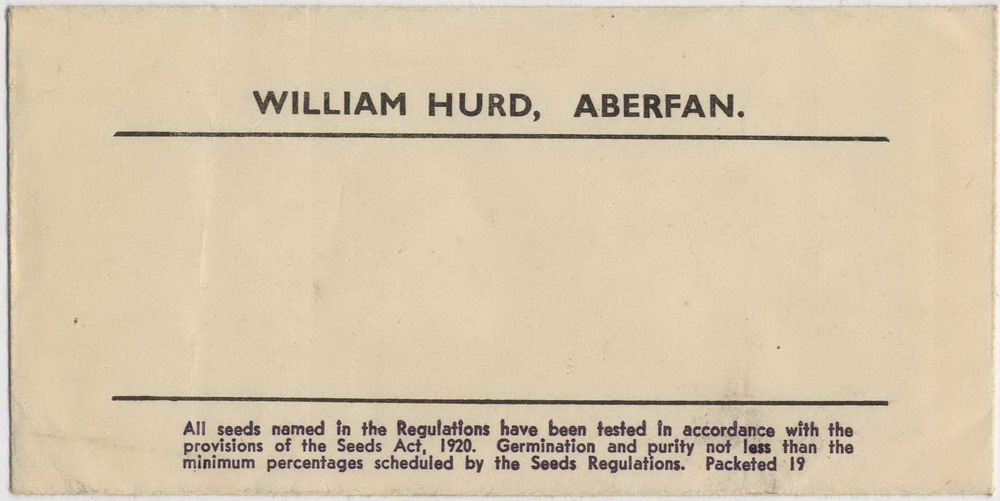 WILLIAM HURD, ABERFAN.
All seeds named in the Regulations have been tested in accordance with the
provisions of the Seeds Act, 1920. Germination and purity not less than the
minimum percentages scheduled by the Seeds Regulations. Packeted 19